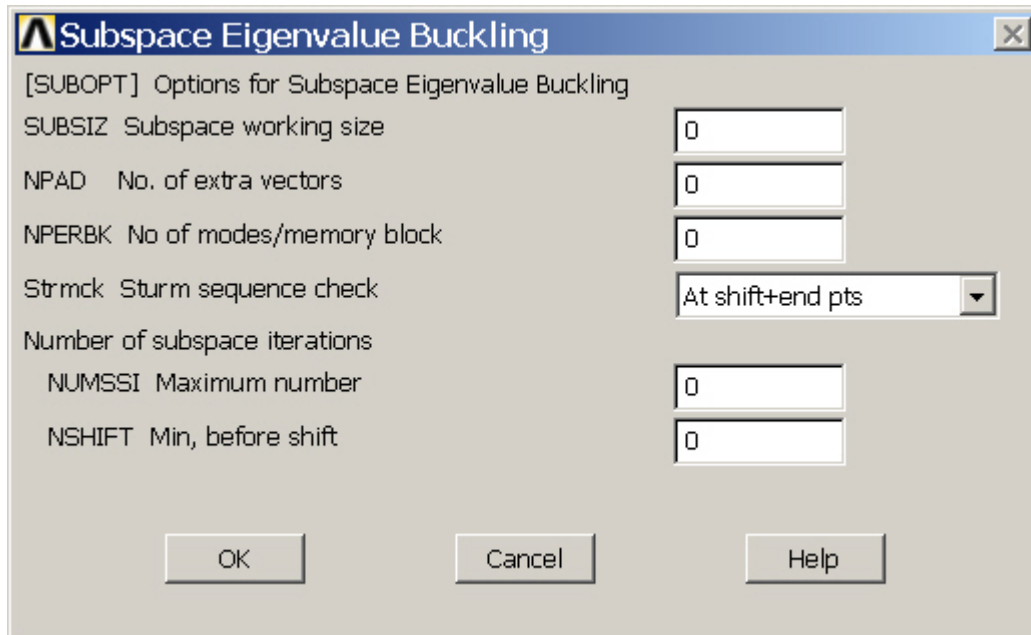 Subspace Eigenvalue Buckling
[SUBOPT] Options for Subspace Eigenvalue Buckling
SUBSIZ Subspace working size 0
NPAD No. of extra vectors 0
NPERBK No of modes/memory block 0
Strmck Sturm sequence check At shift+end pts
Number of subspace iterations
NUMSSI Maximum number 0
NSHIFT Min, before shift 0
OK Cancel Help